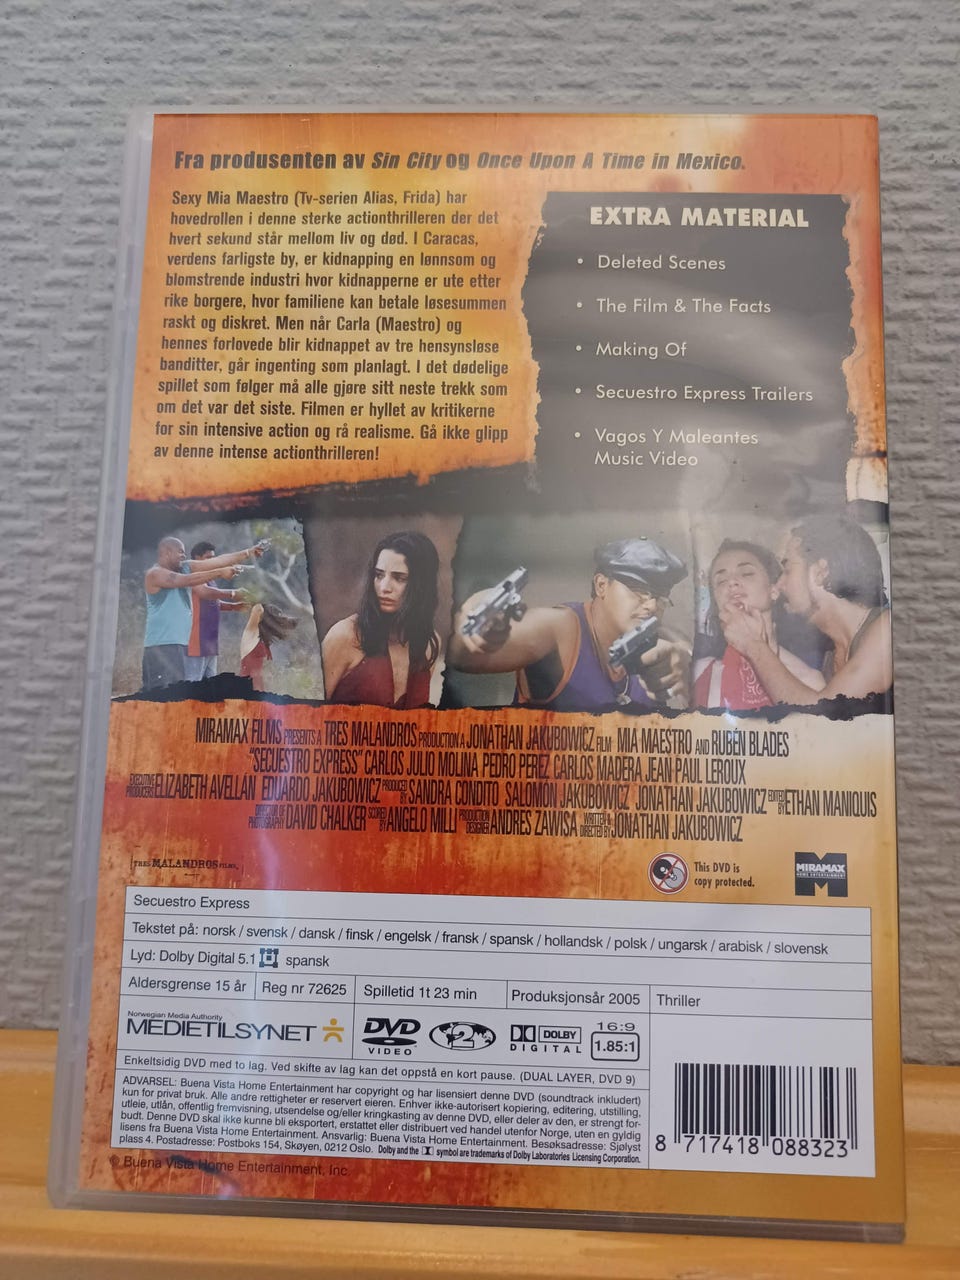 Fra produsenten av Sin City og Once Upon A Time in Mexico.
Sexy Mia Maestro (Tv-serien Alias, Frida) har
hovedrollen i denne sterke actionthrilleren der det
hvert sekund står mellom liv og død. I Caracas,
verdens farligste by, er kidnapping en lønnsom og
blomstrende industri hvor kidnapperne er ute etter
rike borgere, hvor familiene kan betale løsesummen
raskt og diskret. Men når Carla (Maestro) og
hennes forlovede blir kidnappet av tre hensynsløse
banditter, går ingenting som planlagt. I det dødelige
spillet som følger må alle gjøre sitt neste trekk som
om det var det siste. Filmen er hyllet av kritikerne
for sin intensive action og rå realisme. Gå ikke glipp
av denne intense actionthrilleren!
EXTRA MATERIAL
• Deleted Scenes
• The Film & The Facts
• Making Of
• Secuestro Express Trailers
• Vagos Y Maleantes
Music Video
MIRAMAX FILMS PRESENTS A TRES MALANDROS PRODUCTION A JONATHAN JAKUBOWICZ FILM MIA MAESTRO AND RUBÉN BLADES
"SECUESTRO EXPRESS" CARLOS JULIO MOLINA PEDRO PEREZ CARLOS MADERA JEAN PAUL LEROUX
EXECUTIVE PRODUCERS ELIZABETH AVELLÁN EDUARDO JAKUBOWICZ PRODUCED BY SANDRA CONDITO SALOMÓN JAKUBOWICZ JONATHAN JAKUBOWICZ EDITED BY ETHAN MANIQUIS
DIRECTOR OF PHOTOGRAPHY DAVID CHALKER SCORED BY ANGELO MILLI PRODUCTION DESIGNER ANDRES ZAWISA WRITTEN & DIRECTED BY JONATHAN JAKUBOWICZ
TRES MALANDROS FILMS.
This DVD is
copy protected.
MIRAMAX
HOME ENTERTAINMENT
Secuestro Express
Tekstet på: norsk / svensk / dansk / finsk / engelsk / fransk / spansk / hollandsk / polsk / ungarsk / arabisk / slovensk
Lyd: Dolby Digital 5.1 spansk
Aldersgrense 15 år Reg nr 72625 Spilletid 1t 23 min Produksjonsår 2005 Thriller
Norwegian Media Authority
MEDIETILSYNET
DVD
VIDEO
2
DOLBY
DIGITAL
16:9
1.85:1
Enkeltsidig DVD med to lag. Ved skifte av lag kan det oppstå en kort pause. (DUAL LAYER, DVD 9)
ADVARSEL: Buena Vista Home Entertainment har copyright og har lisensiert denne DVD (soundtrack inkludert)
kun for privat bruk. Alle andre rettigheter er reservert eieren. Enhver ikke-autorisert kopiering, editering, utstilling,
utleie, utlån, offentlig fremvisning, utsendelse og/eller kringkasting av denne DVD, eller deler av den, er strengt for-
budt. Denne DVD skal ikke kunne bli eksportert, erstattet eller distribuert ved handel utenfor Norge, uten en gyldig
lisens fra Buena Vista Home Entertainment. Ansvarlig: Buena Vista Home Entertainment. Besøksadresse: Sjølyst
plass 4. Postadresse: Postboks 154, Skøyen, 0212 Oslo. Dolby and the symbol are trademarks of Dolby Laboratories Licensing Corporation.
8 717418 088323
© Buena Vista Home Entertainment, Inc.